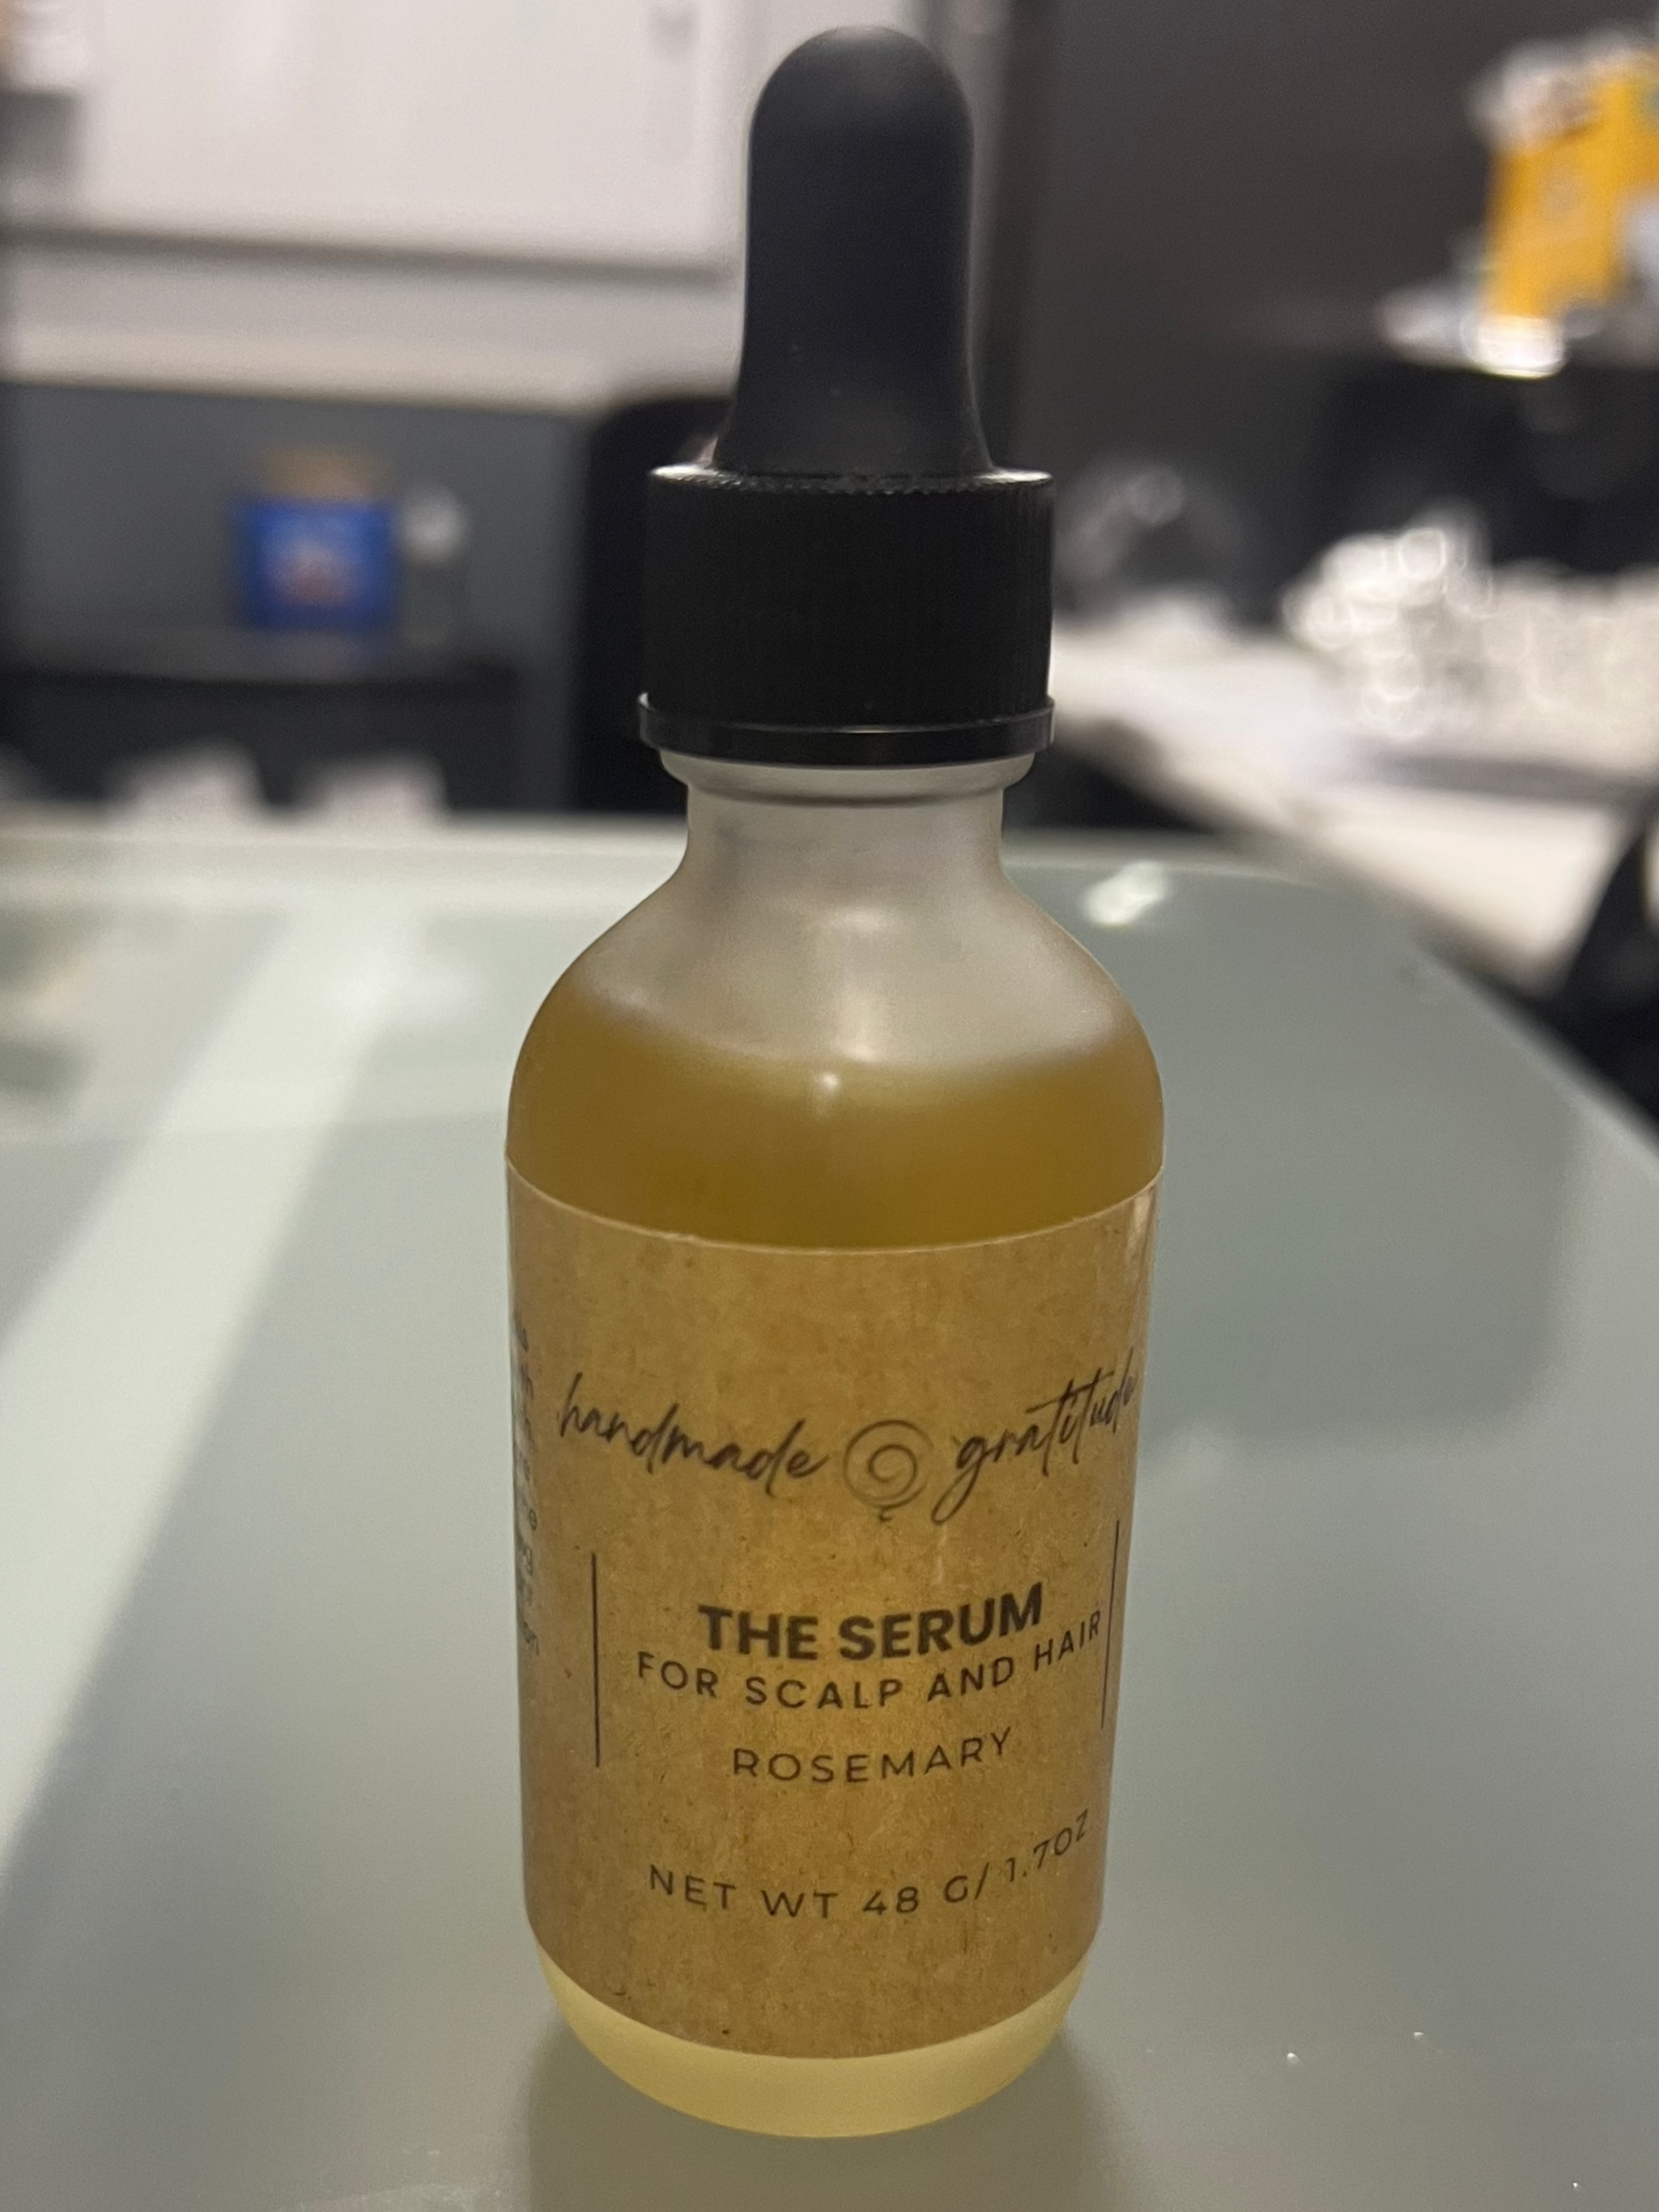 handmade gratitude
THE SERUM
FOR SCALP AND HAIR
ROSEMARY
NET WT 48 G/ 1.7OZ